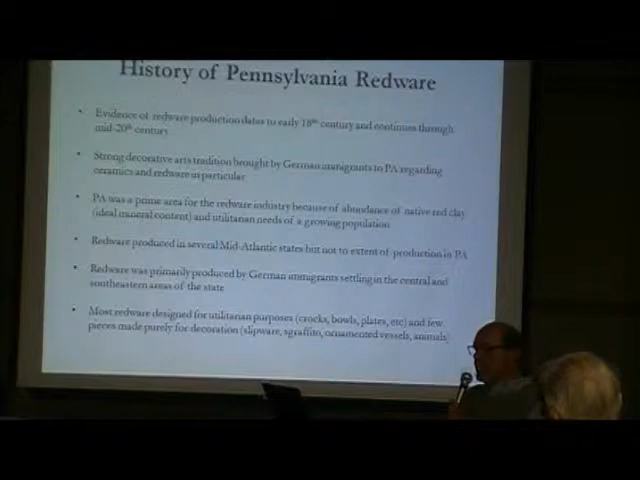 History of Pennsylvania Redware
• Evidence of redware production dates to early 18th century and continues through
mid-20th century
• Strong decorative arts tradition brought by German immigrants to PA regarding
ceramics and redware in particular
• PA was a prime area for the redware industry because of abundance of native red clay
(ideal mineral content) and utilitarian needs of a growing population
• Redware produced in several Mid-Atlantic states but not to extent of production in PA
• Redware was primarily produced by German immigrants settling in the central and
southeastern areas of the state
• Most redware designed for utilitarian purposes (crocks, bowls, plates, etc) and few
pieces made purely for decoration (slipware, sgraffito, ornamented vessels, animals)